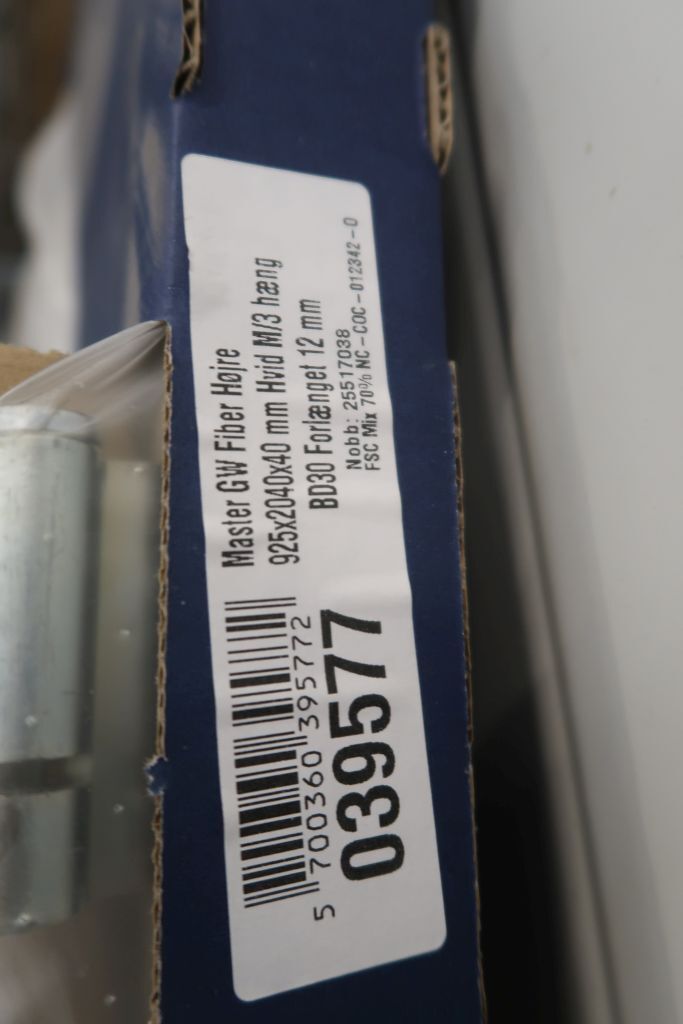 Master GW Fiber Højre
925x2040x40 mm Hvid M/3 hæng
BD30 Forlænget 12 mm
Nobb: 25517038
FSC Mix 70% NC-COC-012342-0
5 700360 395772
039577